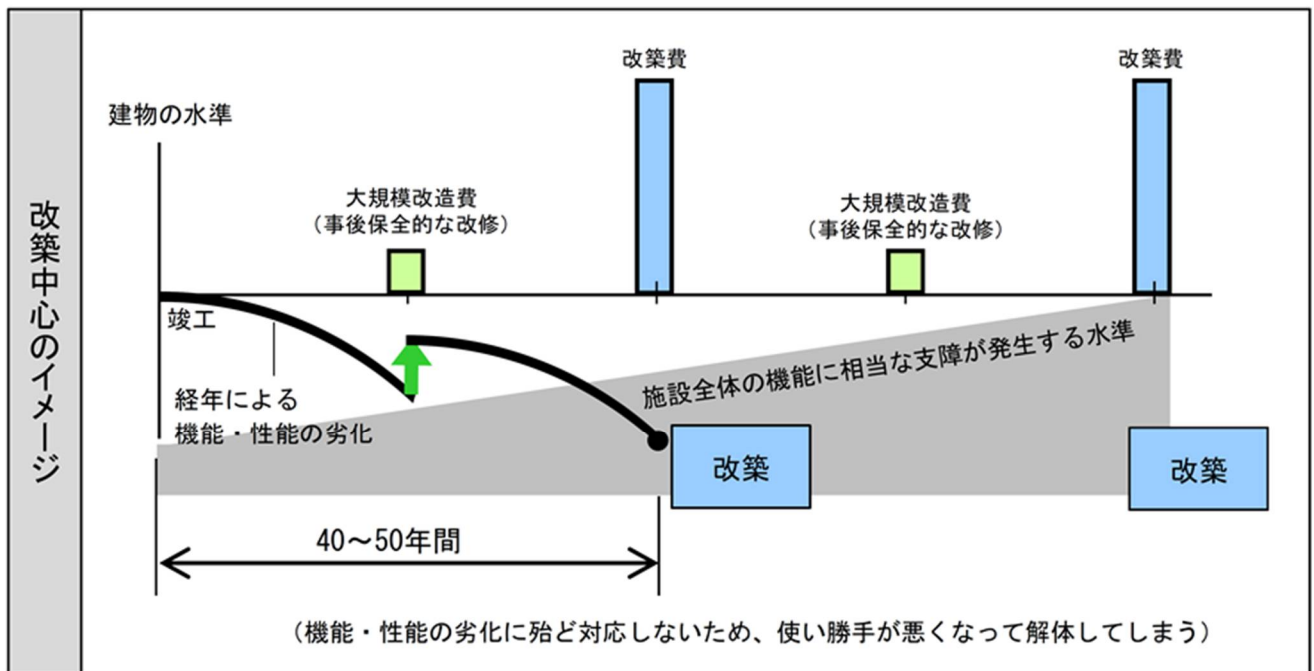 改築中心のイメージ
建物の水準
改築費
改築費
大規模改造費
（事後保全的な改修）
大規模改造費
（事後保全的な改修）
竣工
経年による
機能・性能の劣化
施設全体の機能に相当な支障が発生する水準
改築
改築
40～50年間
（機能・性能の劣化に殆ど対応しないため、使い勝手が悪くなって解体してしまう）